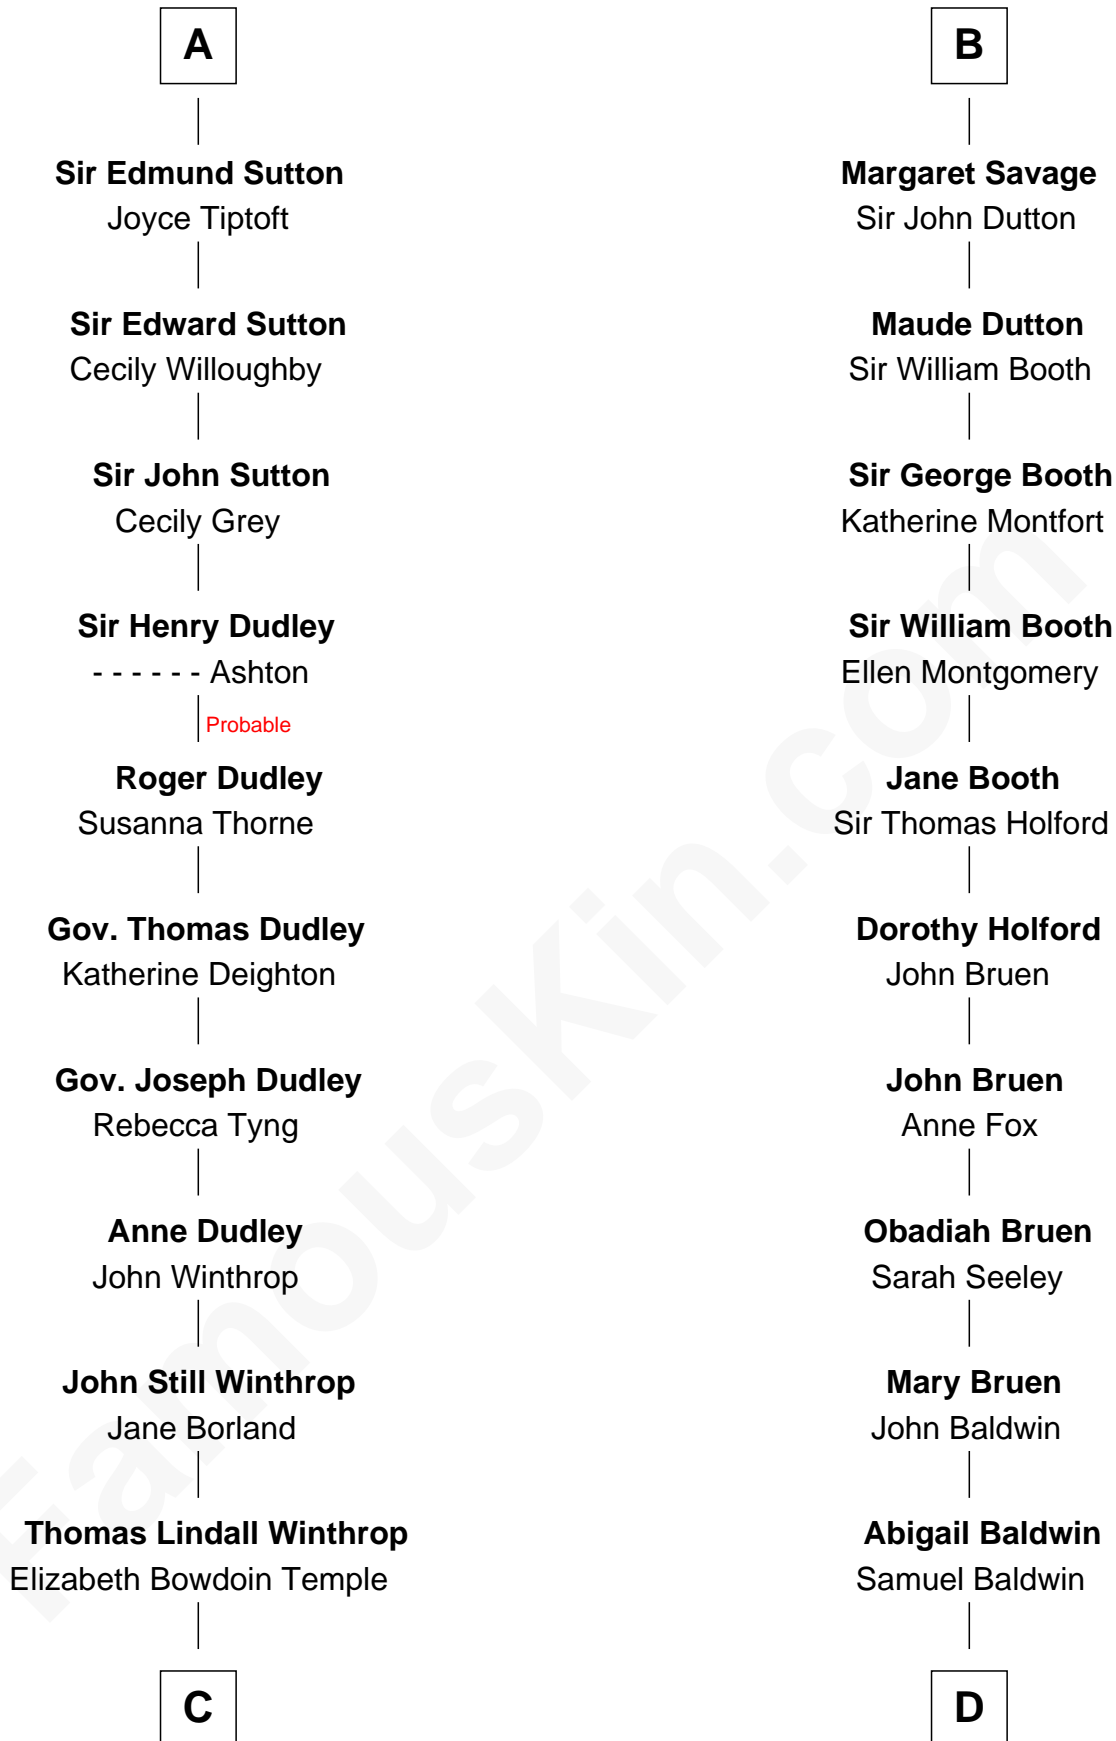 A
Sir Edmund Sutton
Joyce Tiptoft
Sir Edward Sutton
Cecily Willoughby
Sir John Sutton
Cecily Grey
Sir Henry Dudley
- - - - - - Ashton
Probable
Roger Dudley
Susanna Thorne
Gov. Thomas Dudley
Katherine Deighton
Gov. Joseph Dudley
Rebecca Tyng
Anne Dudley
John Winthrop
John Still Winthrop
Jane Borland
Thomas Lindall Winthrop
Elizabeth Bowdoin Temple
C
B
Margaret Savage
Sir John Dutton
Maude Dutton
Sir William Booth
Sir George Booth
Katherine Montfort
Sir William Booth
Ellen Montgomery
Jane Booth
Sir Thomas Holford
Dorothy Holford
John Bruen
John Bruen
Anne Fox
Obadiah Bruen
Sarah Seeley
Mary Bruen
John Baldwin
Abigail Baldwin
Samuel Baldwin
D
FamousKin.com